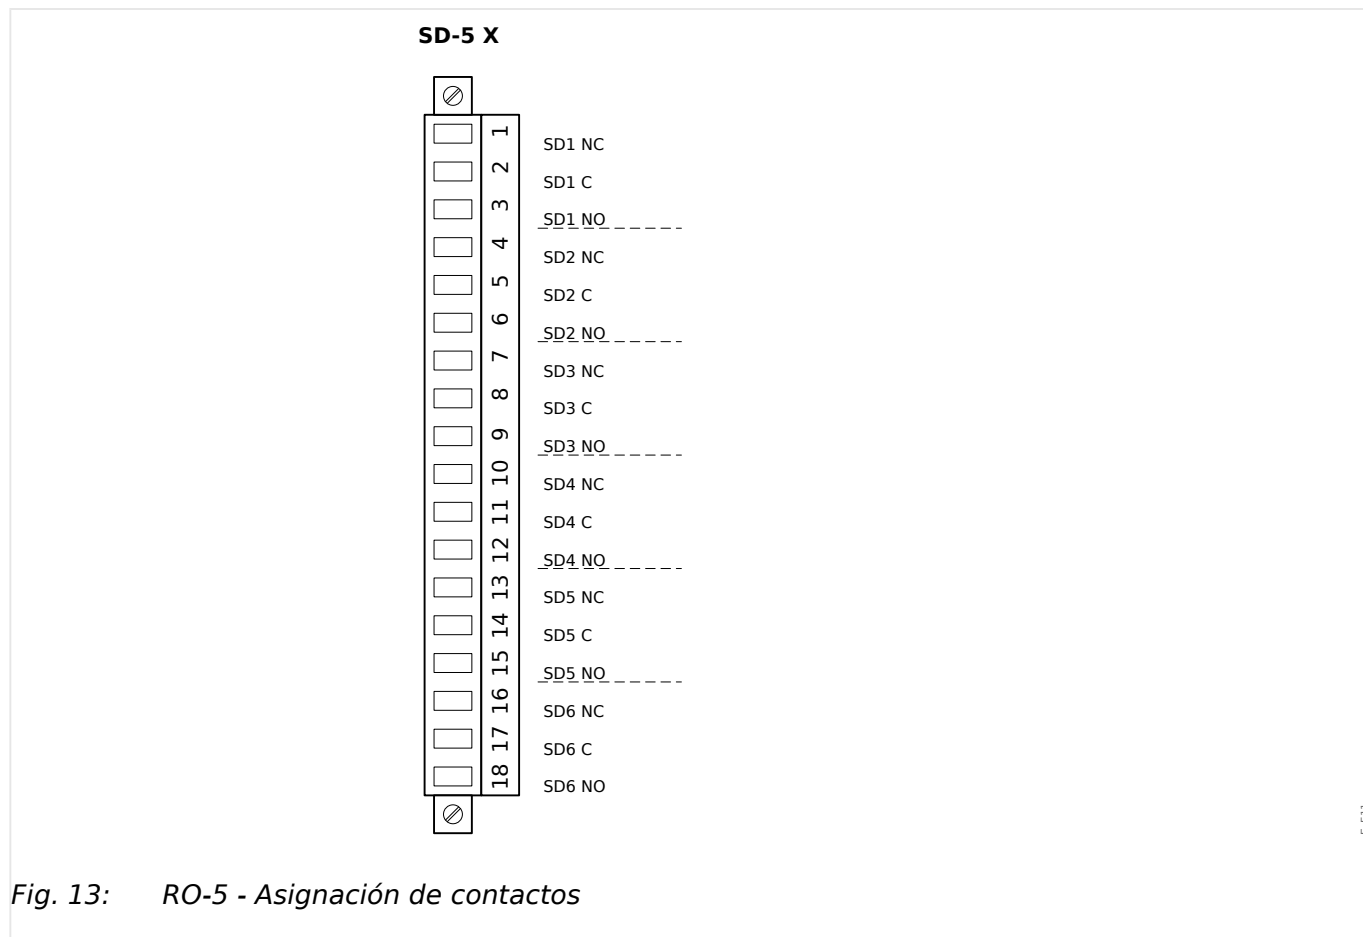 SD-5 X
1 SD1 NC
2 SD1 C
3 SD1 NO
4 SD2 NC
5 SD2 C
6 SD2 NO
7 SD3 NC
8 SD3 C
9 SD3 NO
10 SD4 NC
11 SD4 C
12 SD4 NO
13 SD5 NC
14 SD5 C
15 SD5 NO
16 SD6 NC
17 SD6 C
18 SD6 NO
Fig. 13: RO-5 - Asignación de contactos